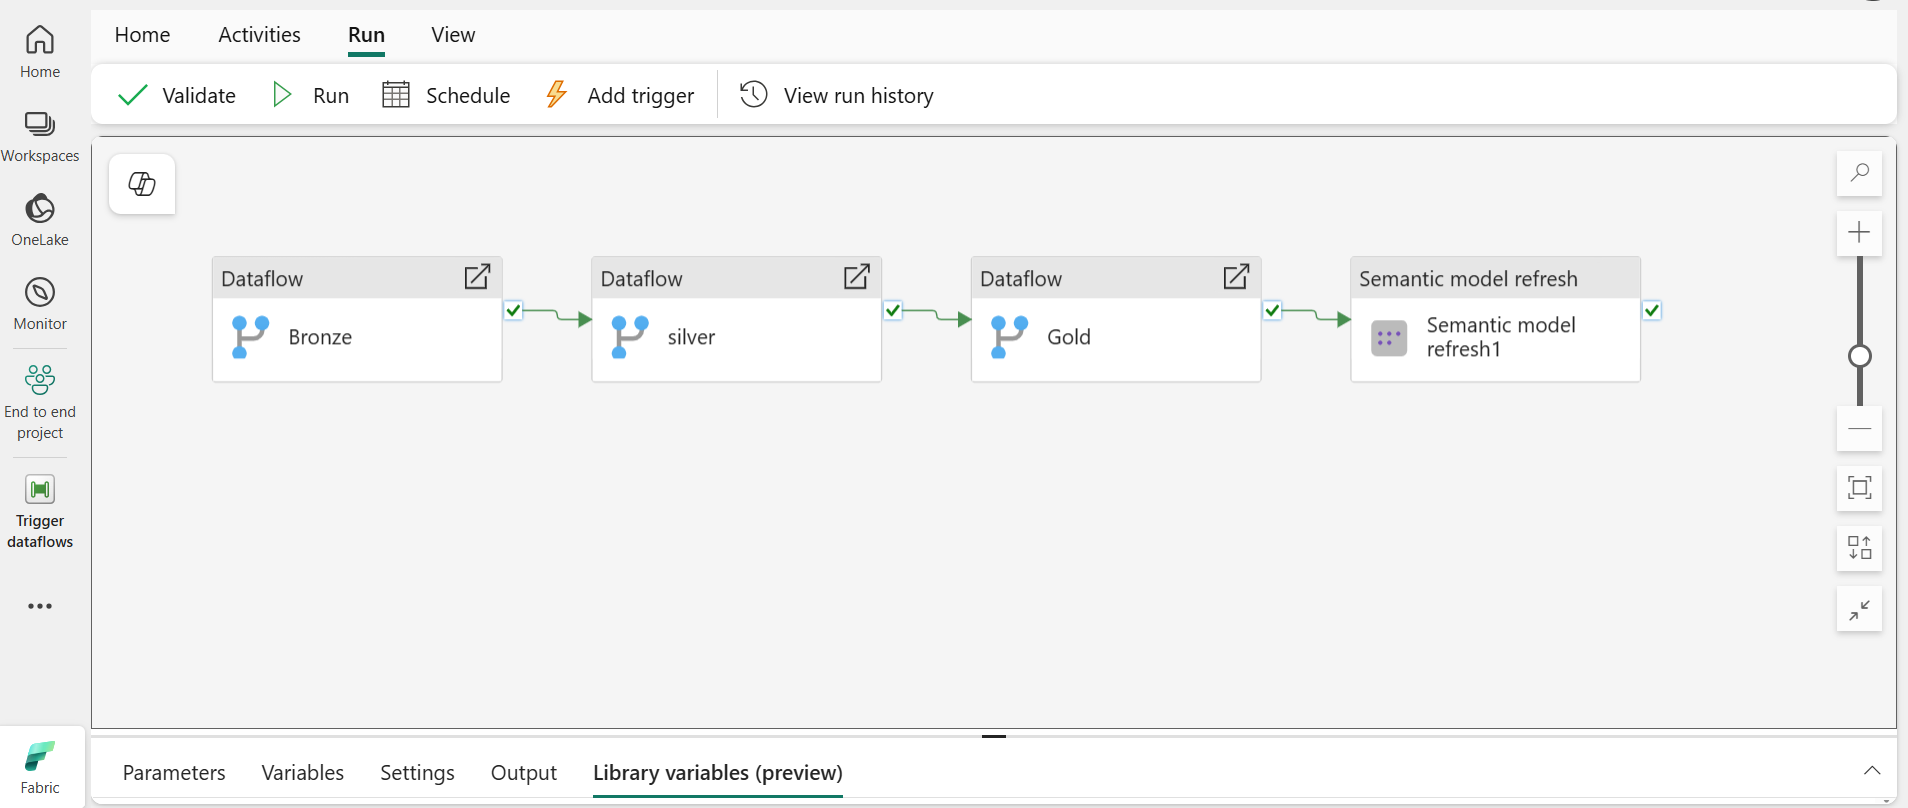 Home
Activities
Run
View
Validate
Run
Schedule
Add trigger
View run history
Home
Workspaces
OneLake
Monitor
End to end
project
Trigger
dataflows
Fabric
Dataflow
Bronze
Dataflow
silver
Dataflow
Gold
Semantic model refresh
Semantic model
refresh1
Parameters
Variables
Settings
Output
Library variables (preview)